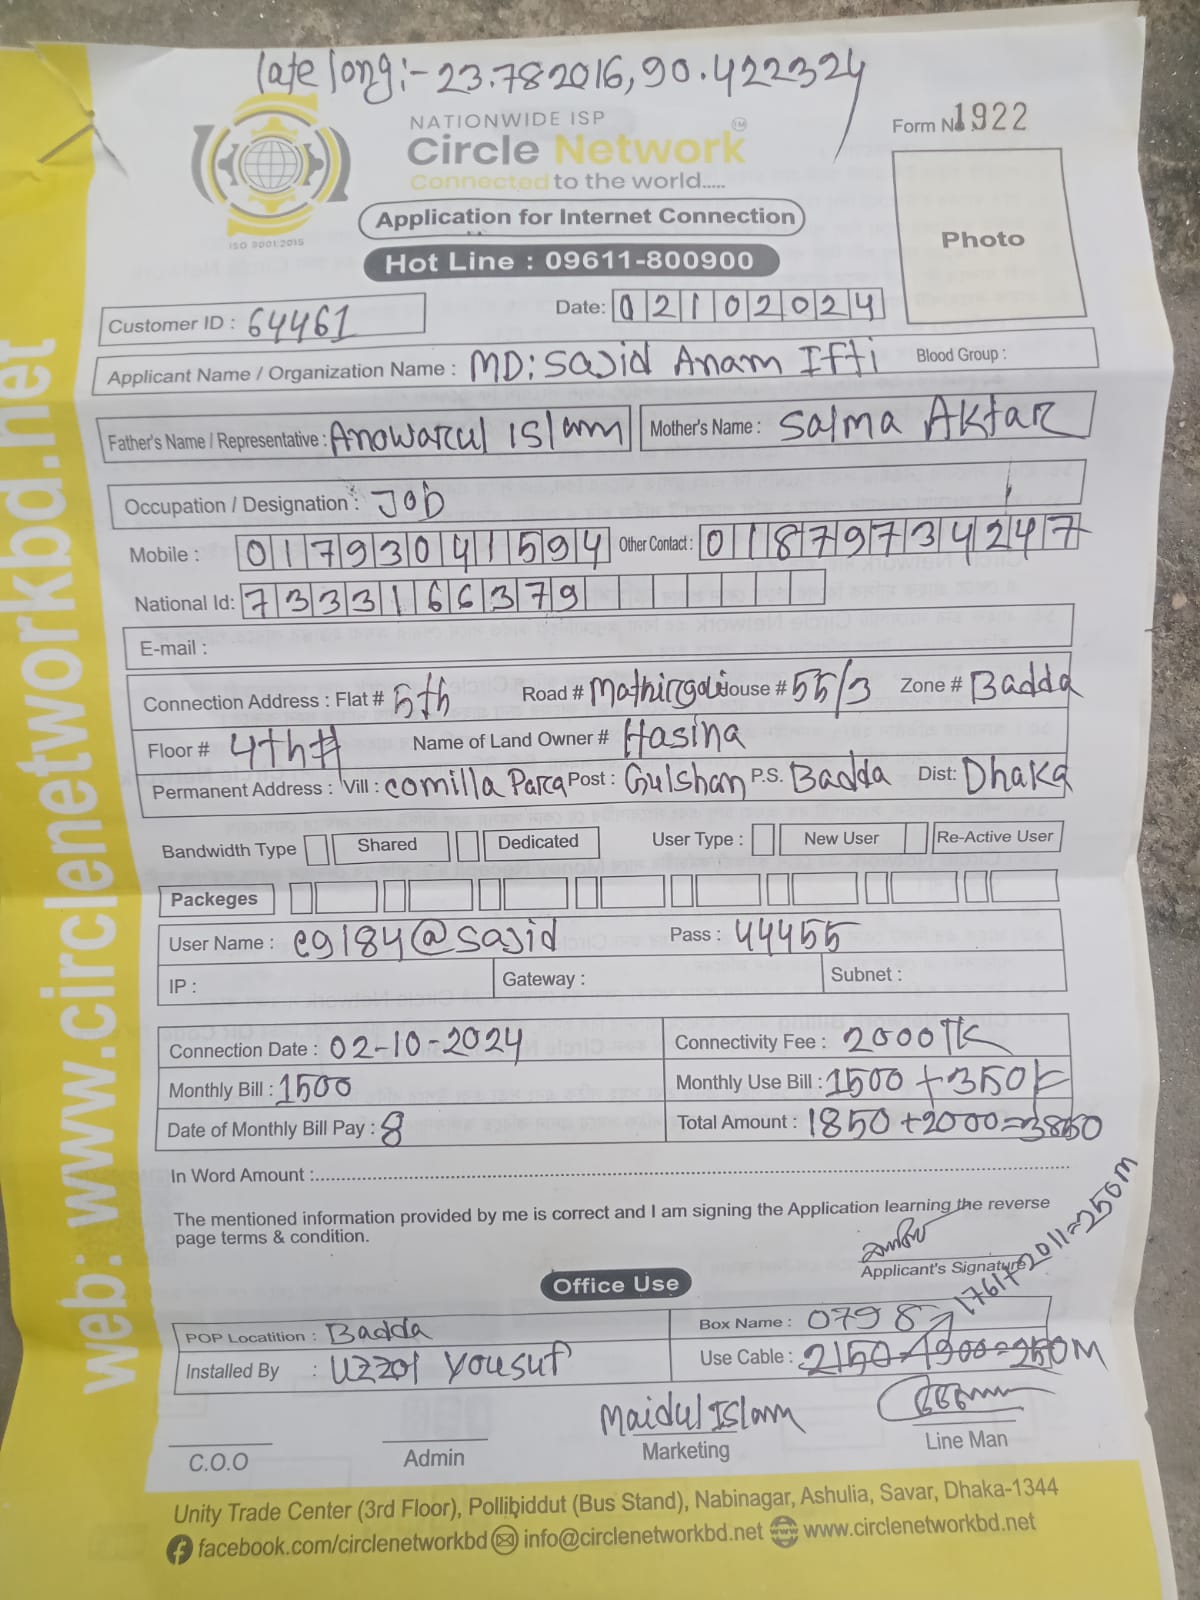 late long:- 23.782016, 90.422324
NATIONWIDE ISP
Circle Network TM
Connected to the world.....
ISO 9001:2015
Form No 1922
Photo
Application for Internet Connection
Hot Line : 09611-800900
Customer ID : 64461
Date: 02102024
Applicant Name / Organization Name : MD: Sajid Anam Ifti Blood Group :
Father's Name / Representative : Anowarul islam Mother's Name : Salma Aktar
Occupation / Designation : Job
Mobile : 01793041594 Other Contact : 01879734247
National Id: 7333166379
E-mail :
Connection Address : Flat # 5th Road # Mathirgoli House # 55/3 Zone # Badda
Floor # 4th# Name of Land Owner # Hasina
Permanent Address : Vill : comilla Para Post : Gulshan P.S. Badda Dist: Dhaka
Bandwidth Type Shared Dedicated User Type : New User Re-Active User
Packeges
User Name : cg184@sajid Pass : 44455
IP : Gateway : Subnet :
Connection Date : 02-10-2024 Connectivity Fee : 2000TK
Monthly Bill : 1500 Monthly Use Bill : 1500 + 350
Date of Monthly Bill Pay : 8 Total Amount : 1850 +2000=3850
In Word Amount :
The mentioned information provided by me is correct and I am signing the Application learning the reverse
page terms & condition.
Applicant's Signature
1761+2011=250M
Office Use
POP Locatition : Badda Box Name : 0798
Installed By : Uzzol Yousuf Use Cable : 2150-1900=250M
Maidul Islam
C.O.O Admin Marketing Line Man
Unity Trade Center (3rd Floor), Pollibiddut (Bus Stand), Nabinagar, Ashulia, Savar, Dhaka-1344
facebook.com/circlenetworkbd info@circlenetworkbd.net www.circlenetworkbd.net
web: www.circlenetworkbd.net